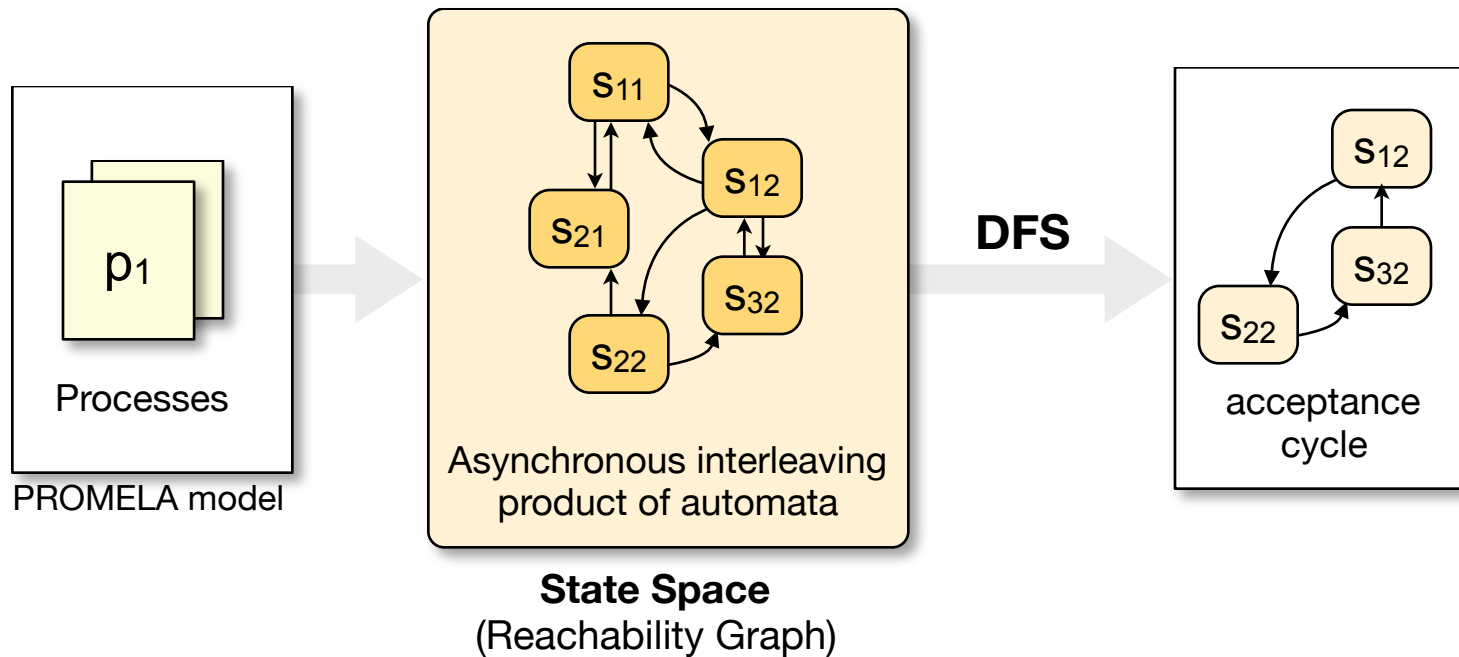 p1
Processes
PROMELA model
s11
s12
s21
s32
s22
Asynchronous interleaving
product of automata
State Space
(Reachability Graph)
DFS
s12
s32
s22
acceptance
cycle